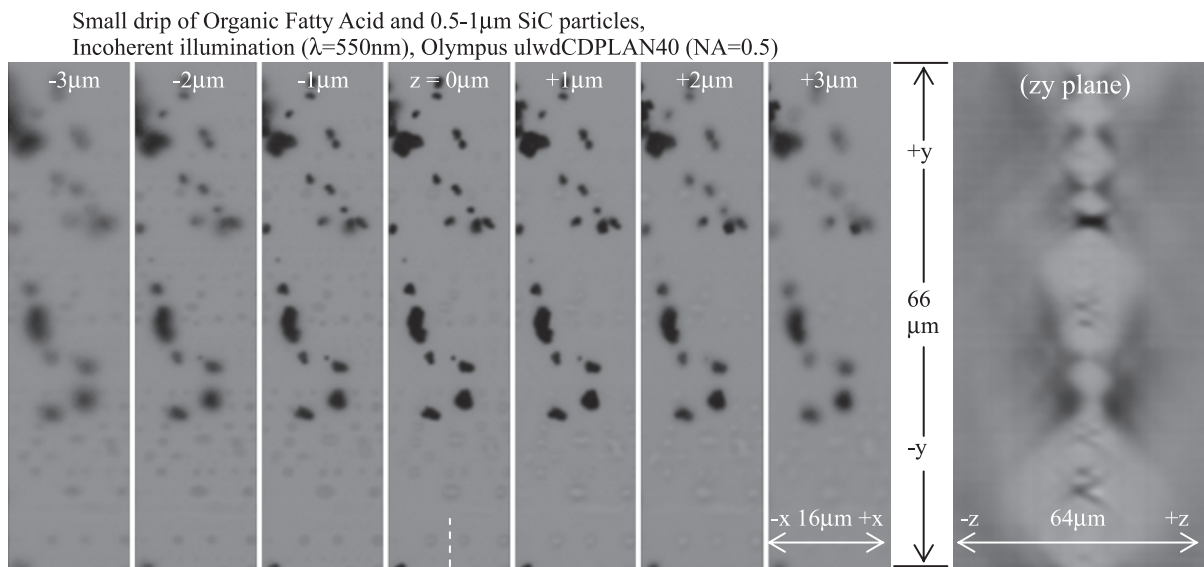 Small drip of Organic Fatty Acid and 0.5-1μm SiC particles,
Incoherent illumination (λ=550nm), Olympus ulwdCDPLAN40 (NA=0.5)
-3μm
-2μm
-1μm
z = 0μm
+1μm
+2μm
+3μm
(zy plane)
+y
66
μm
-y
-x 16μm +x
-z 64μm +z